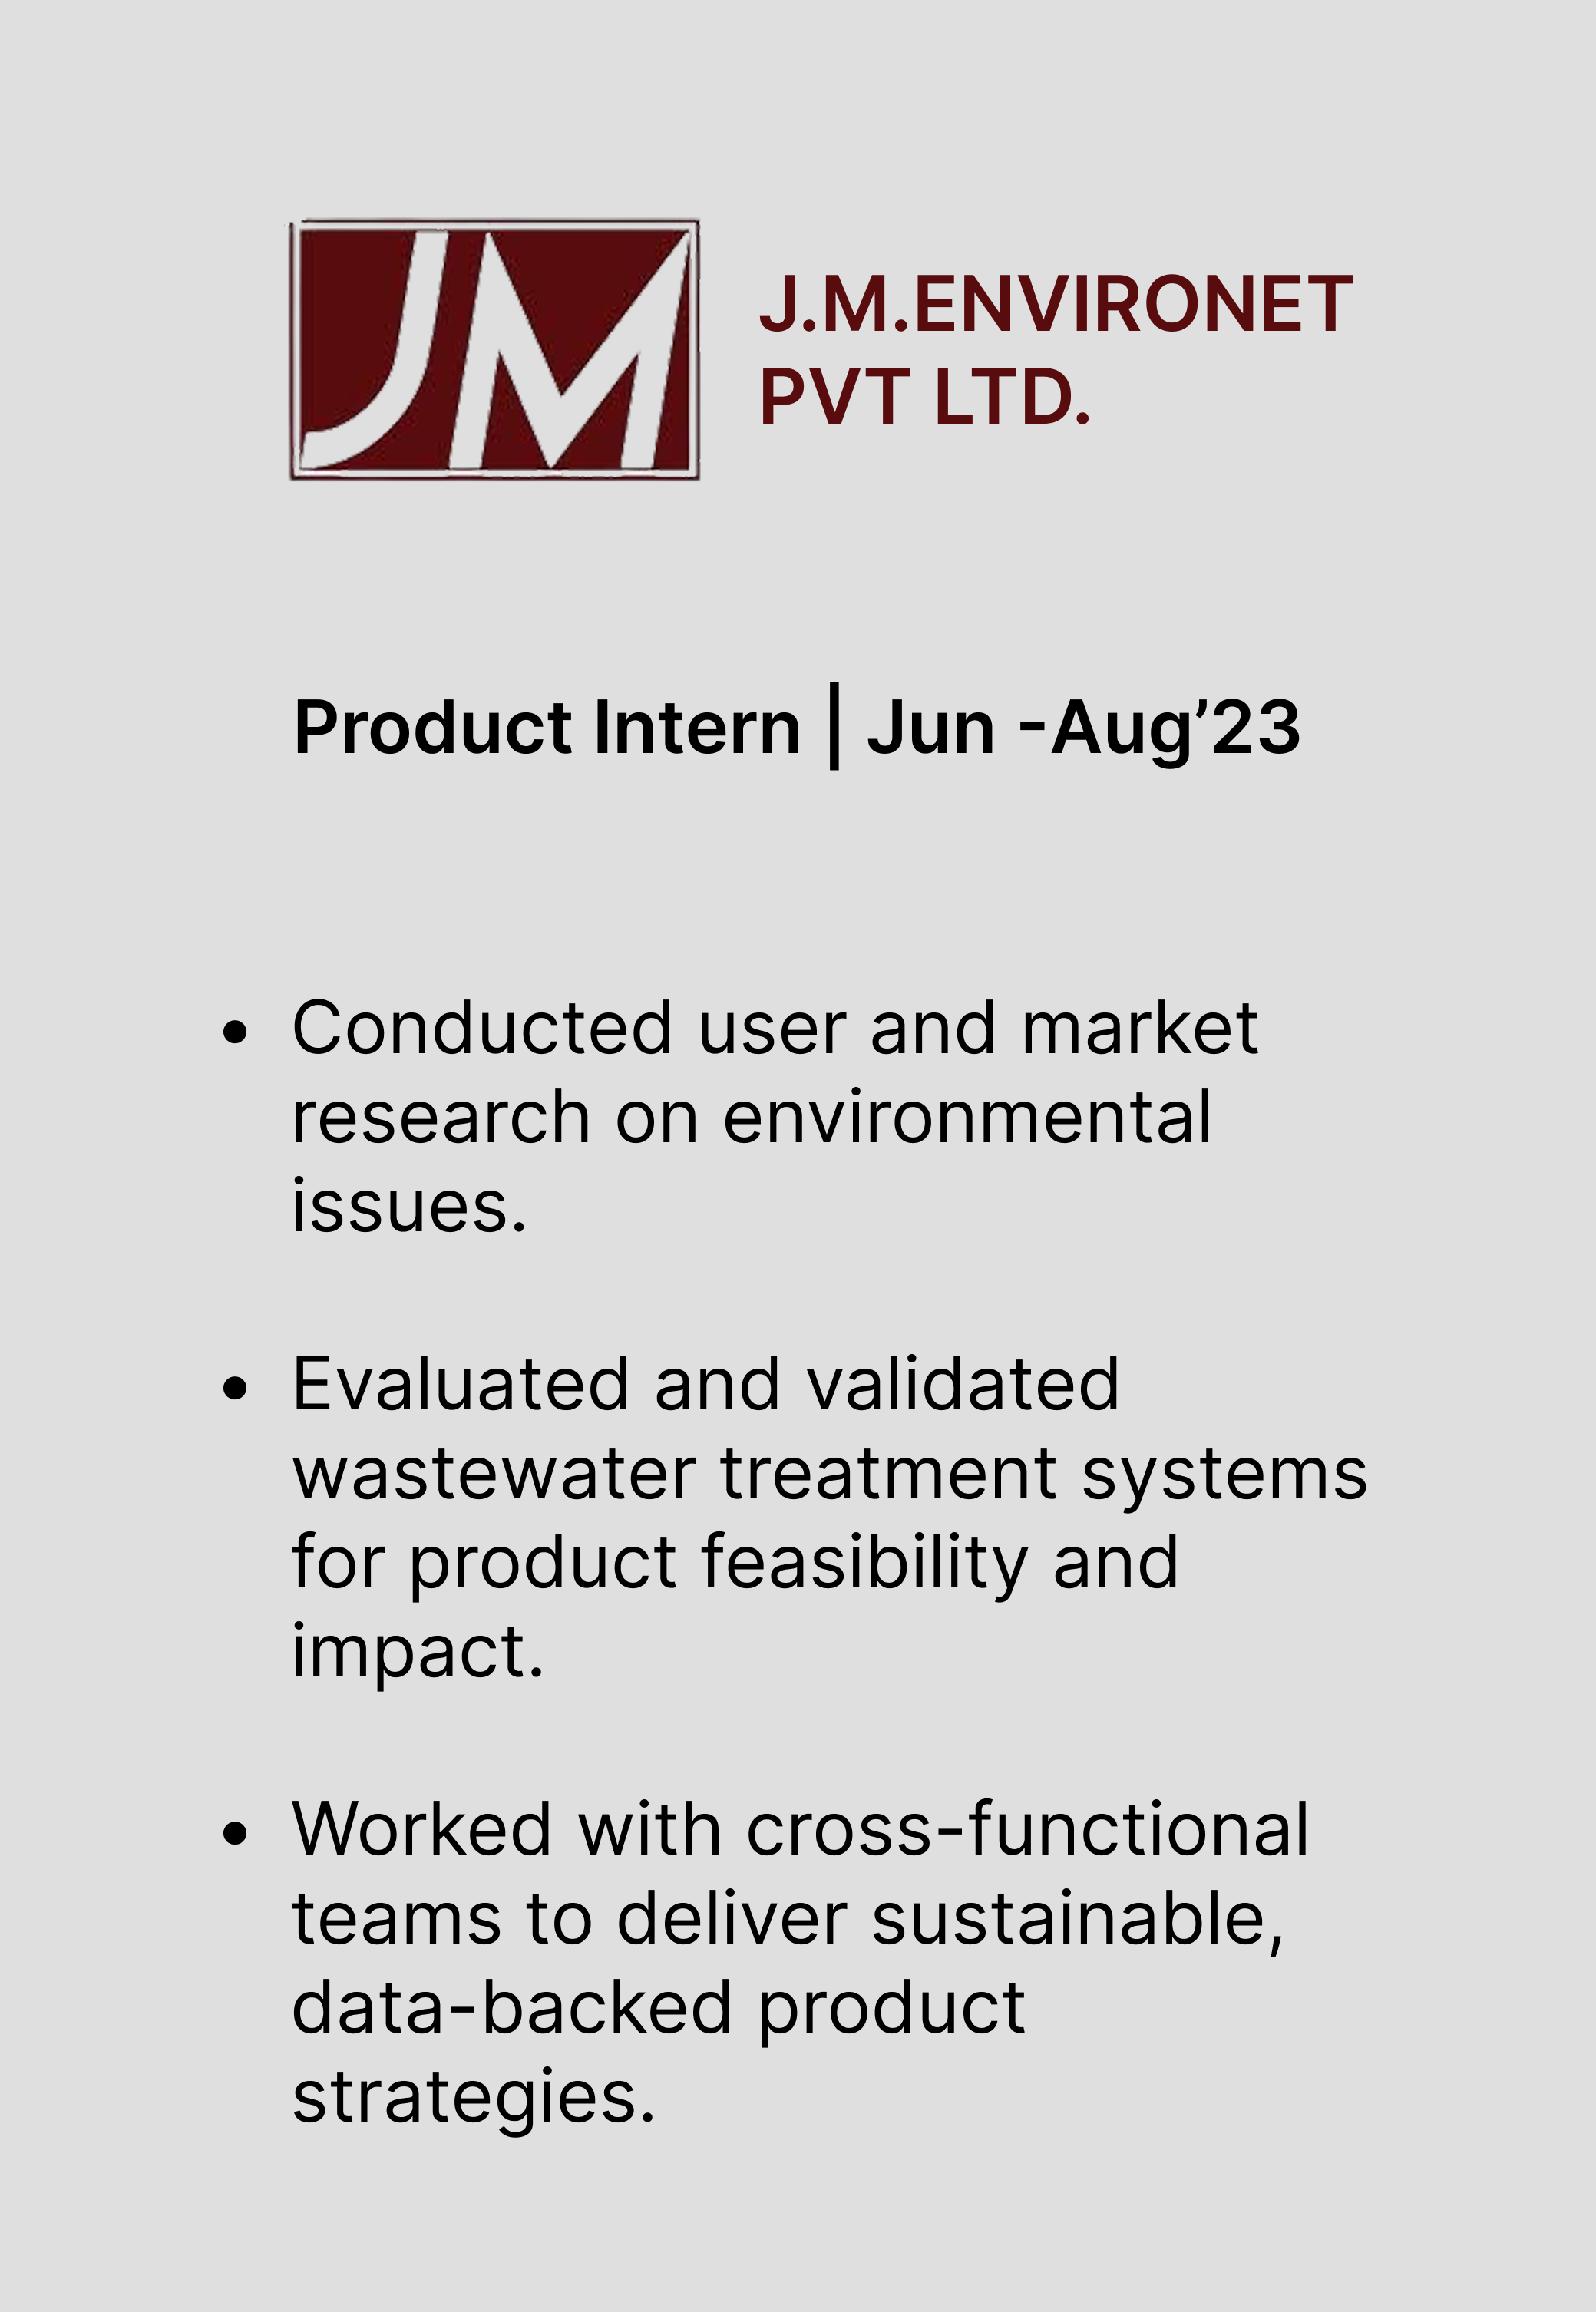 JM
J.M.ENVIRONET
PVT LTD.
Product Intern | Jun -Aug’23
• Conducted user and market
research on environmental
issues.
• Evaluated and validated
wastewater treatment systems
for product feasibility and
impact.
• Worked with cross-functional
teams to deliver sustainable,
data-backed product
strategies.